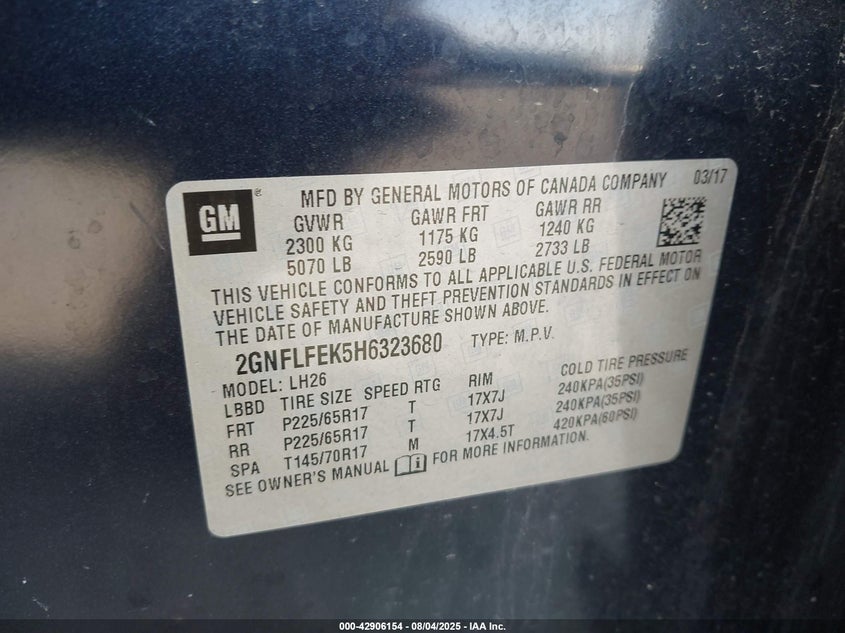 GM ®
MFD BY GENERAL MOTORS OF CANADA COMPANY 03/17
GVWR GAWR FRT GAWR RR
2300 KG 1175 KG 1240 KG
5070 LB 2590 LB 2733 LB
THIS VEHICLE CONFORMS TO ALL APPLICABLE U.S. FEDERAL MOTOR
VEHICLE SAFETY AND THEFT PREVENTION STANDARDS IN EFFECT ON
THE DATE OF MANUFACTURE SHOWN ABOVE.
2GNFLFEK5H6323680 TYPE: M.P.V.
MODEL: LH26
LBBD TIRE SIZE SPEED RTG RIM COLD TIRE PRESSURE
FRT P225/65R17 T 17X7J 240KPA(35PSI)
RR P225/65R17 T 17X7J 240KPA(35PSI)
SPA T145/70R17 M 17X4.5T 420KPA(60PSI)
SEE OWNER'S MANUAL FOR MORE INFORMATION.
000-42906154 - 08/04/2025 - IAA Inc.